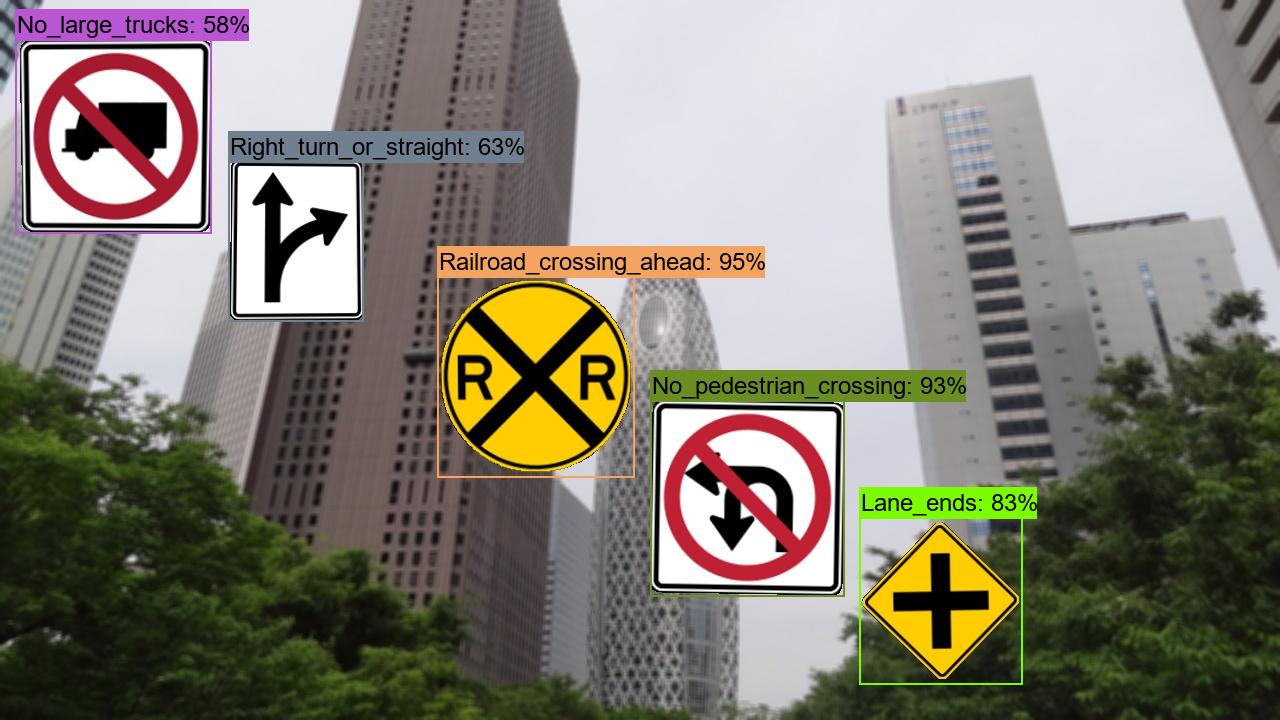 No_large_trucks: 58%
Right_turn_or_straight: 63%
Railroad_crossing_ahead: 95%
R R
No_pedestrian_crossing: 93%
Lane_ends: 83%